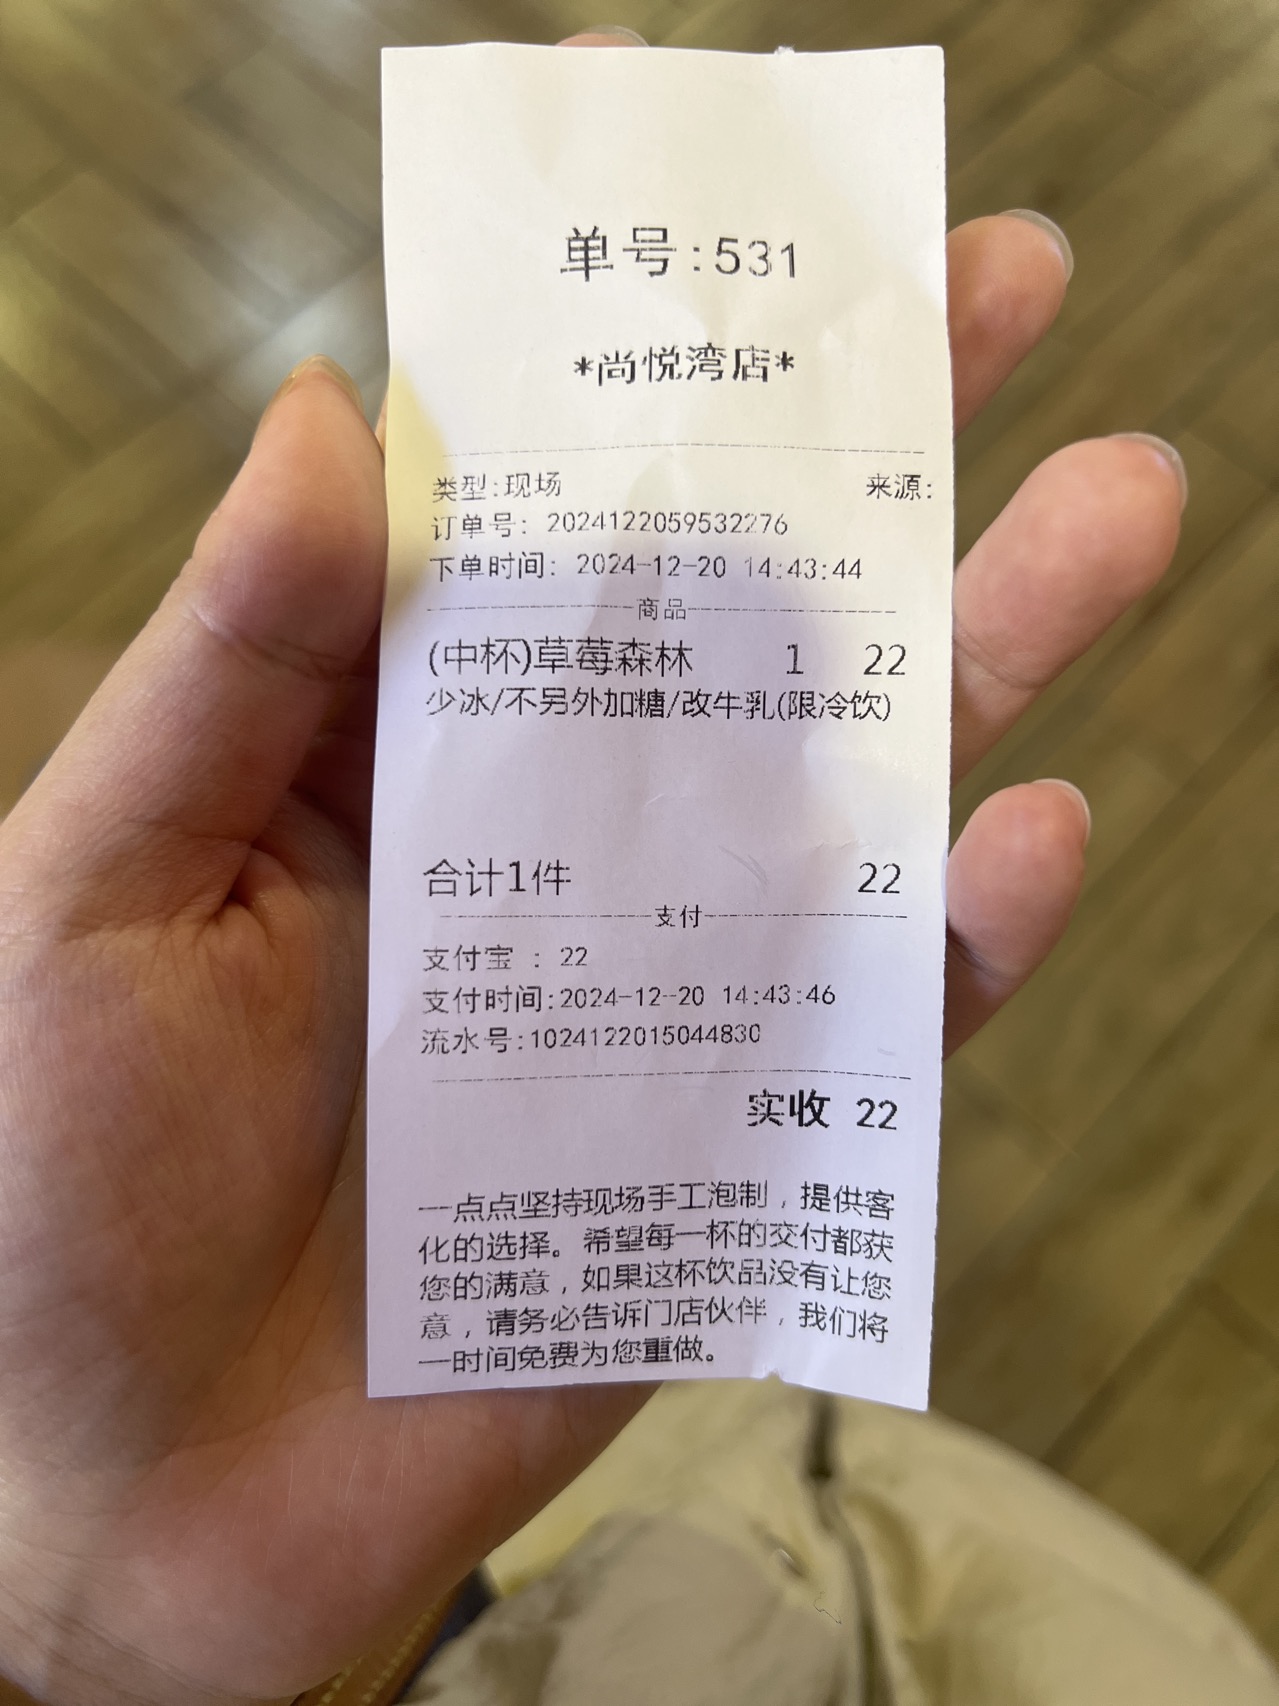 单号:531
*尚悦湾店*
类型:现场 来源:
订单号: 2024122059532276
下单时间: 2024-12-20 14:43:44
商品
(中杯)草莓森林 1 22
少冰/不另外加糖/改牛乳(限冷饮)
合计1件 22
支付
支付宝 : 22
支付时间:2024-12-20 14:43:46
流水号:1024122015044830
实收 22
一点点坚持现场手工泡制，提供客
化的选择。希望每一杯的交付都获
您的满意，如果这杯饮品没有让您
意，请务必告诉门店伙伴，我们将
一时间免费为您重做。